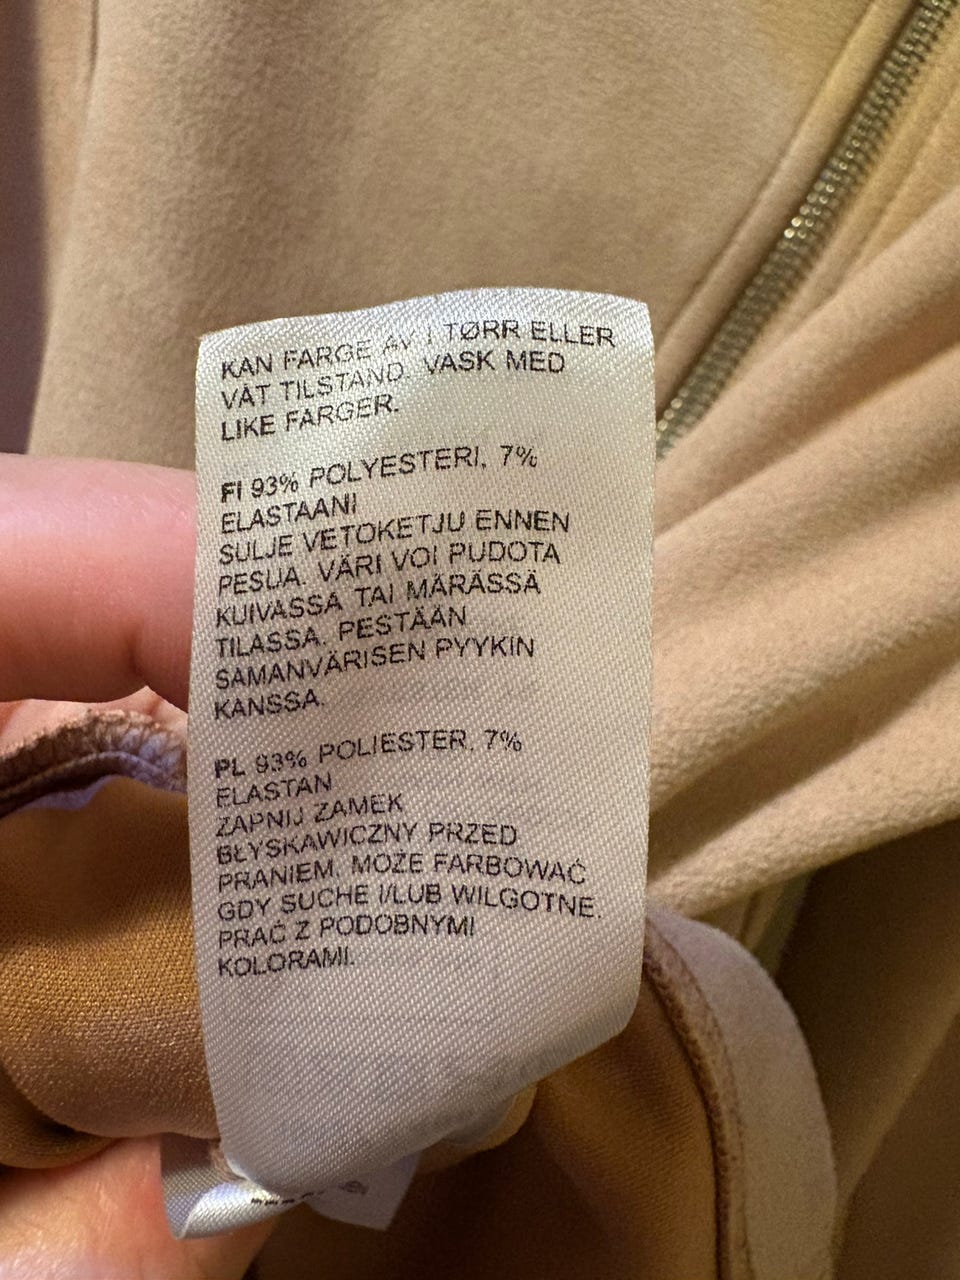 KAN FARGE AV I TØRR ELLER
VÅT TILSTAND. VASK MED
LIKE FARGER.
FI 93% POLYESTERI, 7%
ELASTAANI
SULJE VETOKETJU ENNEN
PESUA. VÄRI VOI PUDOTA
KUIVASSA TAI MÄRÄSSÄ
TILASSA. PESTÄÄN
SAMANVÄRISEN PYYKIN
KANSSA.
PL 93% POLIESTER, 7%
ELASTAN
ZAPNIJ ZAMEK
BŁYSKAWICZNY PRZED
PRANIEM. MOŻE FARBOWAĆ
GDY SUCHE I/LUB WILGOTNE.
PRAĆ Z PODOBNYMI
KOLORAMI.